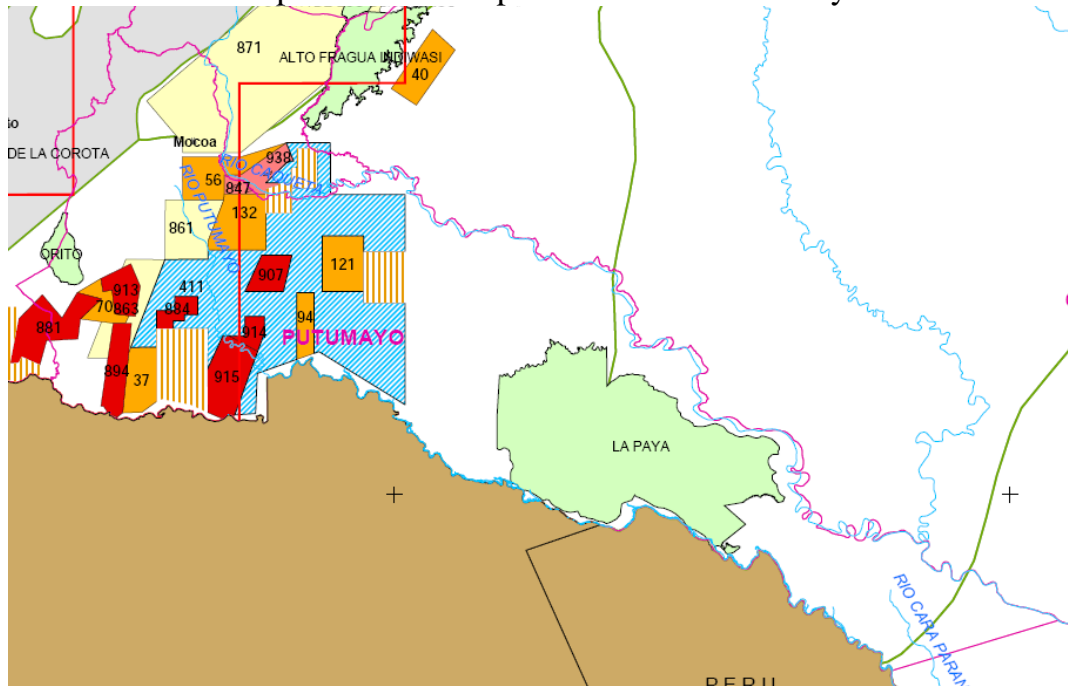 871
ALTO FRAGUA INDIWASI
40
Mocoa
DE LA COROTA
938
RIO CAQUETA
56
847
RIO PUTUMAYO
132
861
ORITO
121
907
411
913
70
863
884
94
881
914
PUTUMAYO
894
37
915
LA PAYA
RIO CARA PARAN
PERU